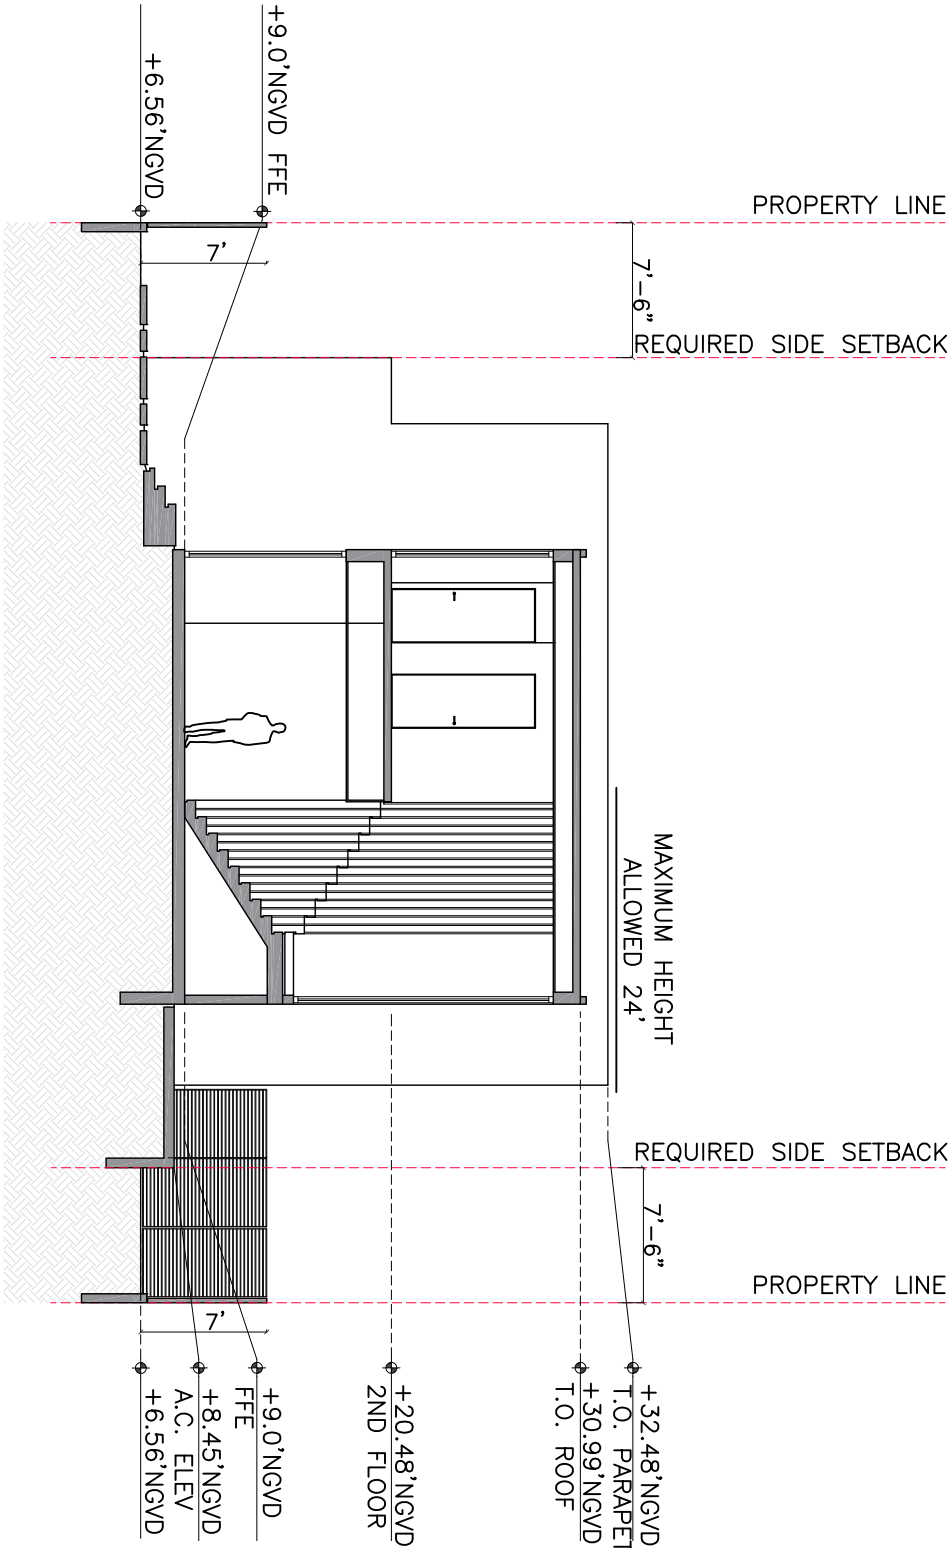 PROPERTY LINE
REQUIRED SIDE SETBACK
7'-6"
+9.0'NGVD FFE
+6.56'NGVD
7'
MAXIMUM HEIGHT
ALLOWED 24'
REQUIRED SIDE SETBACK
7'-6"
PROPERTY LINE
7'
+32.48'NGVD
T.O. PARAPET
+30.99'NGVD
T.O. ROOF
+20.48'NGVD
2ND FLOOR
+9.0'NGVD
FFE
+8.45'NGVD
A.C. ELEV
+6.56'NGVD